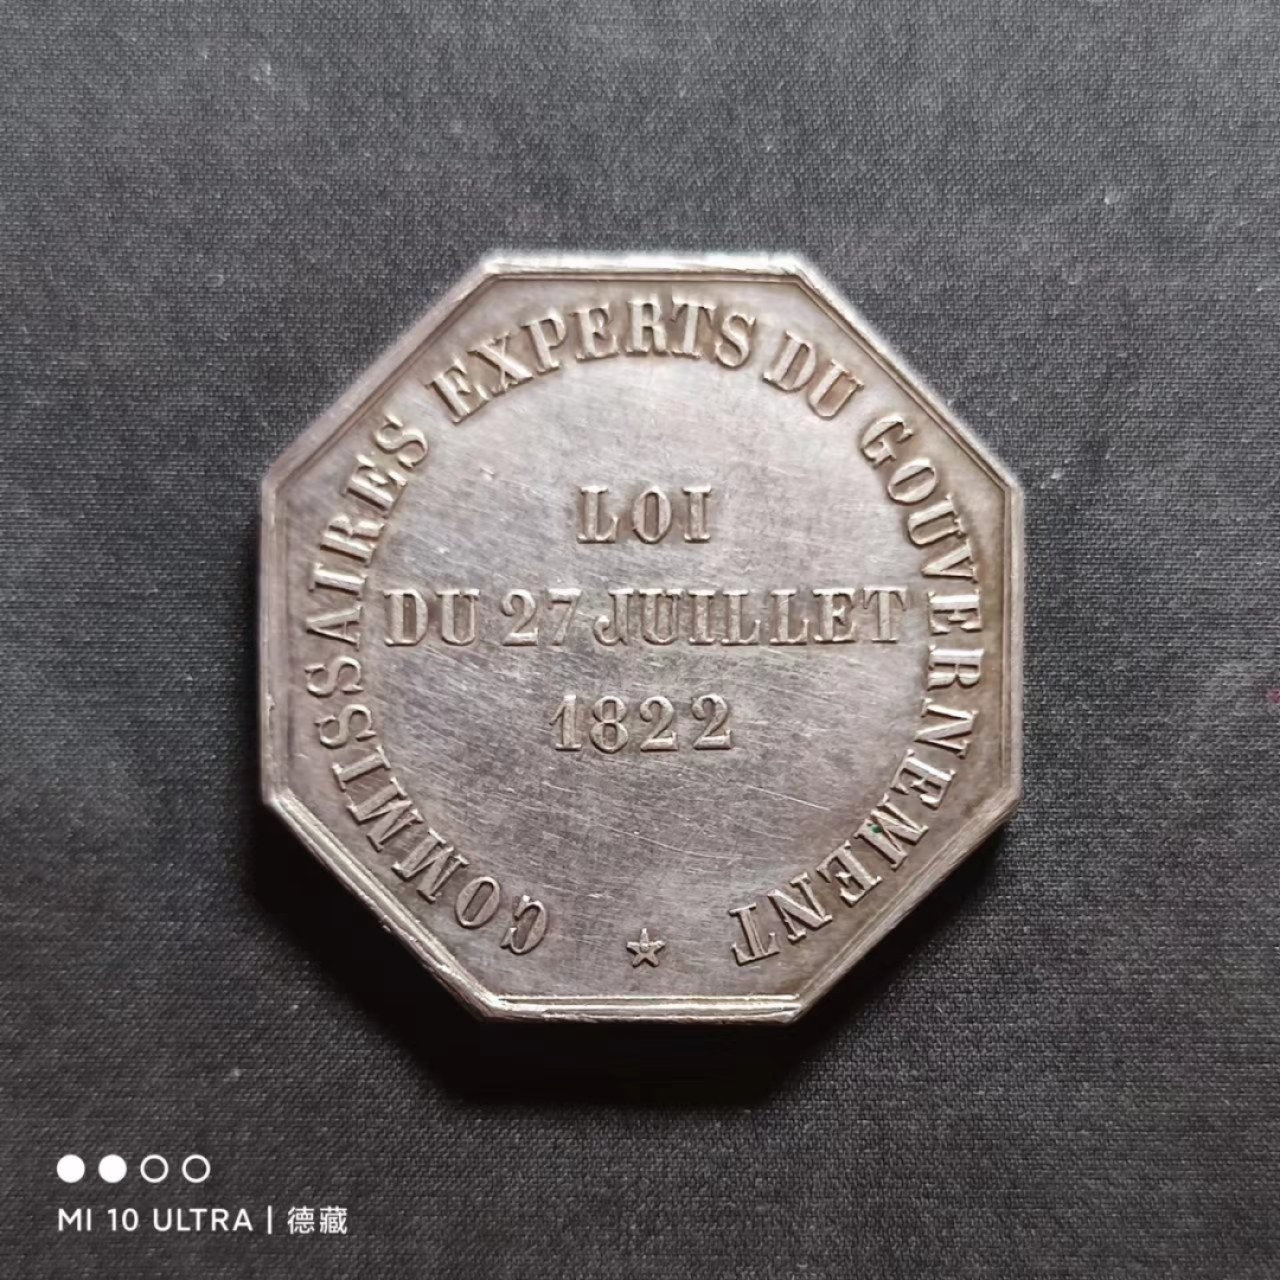 COMMISSAIRES EXPERTS DU GOUVERNEMENT
LOI
DU 27 JUILLET
1822
MI 10 ULTRA | 德藏